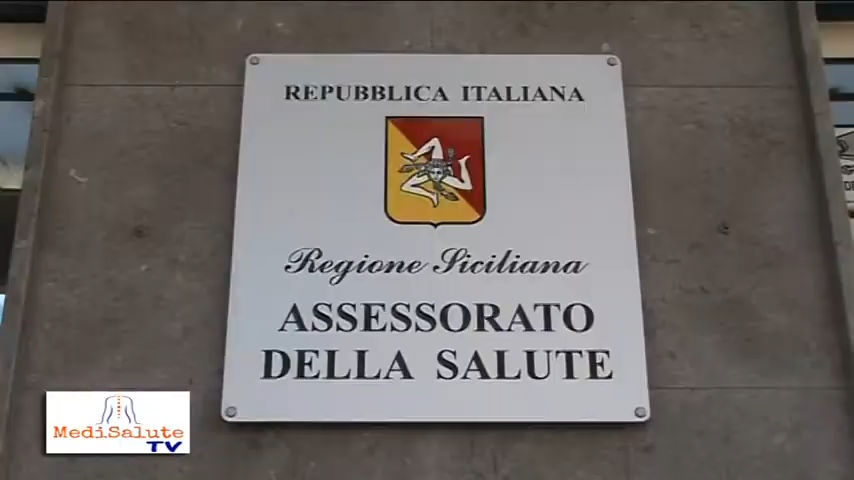 REPUBBLICA ITALIANA
Regione Siciliana
ASSESSORATO
DELLA SALUTE
MediSalute
TV